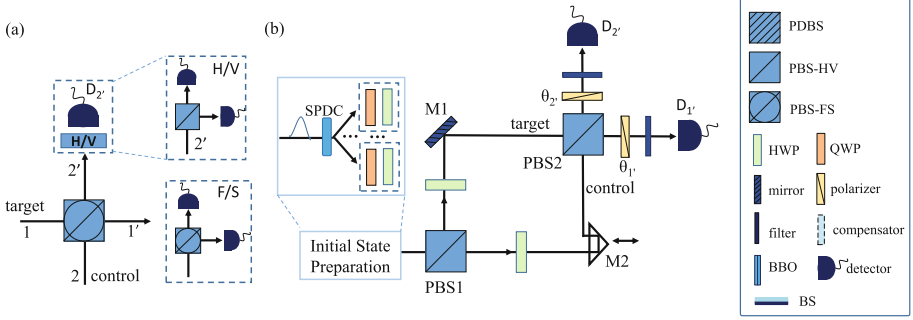 (a)
D2'
H/V
2'
target
1
1'
2
control
H/V
2'
F/S
(b)
SPDC
Initial State
Preparation
PBS1
M1
target
PBS2
control
M2
D2'
θ2'
θ1'
D1'
PDBS
PBS-HV
PBS-FS
HWP
QWP
mirror
polarizer
filter
compensator
BBO
detector
BS